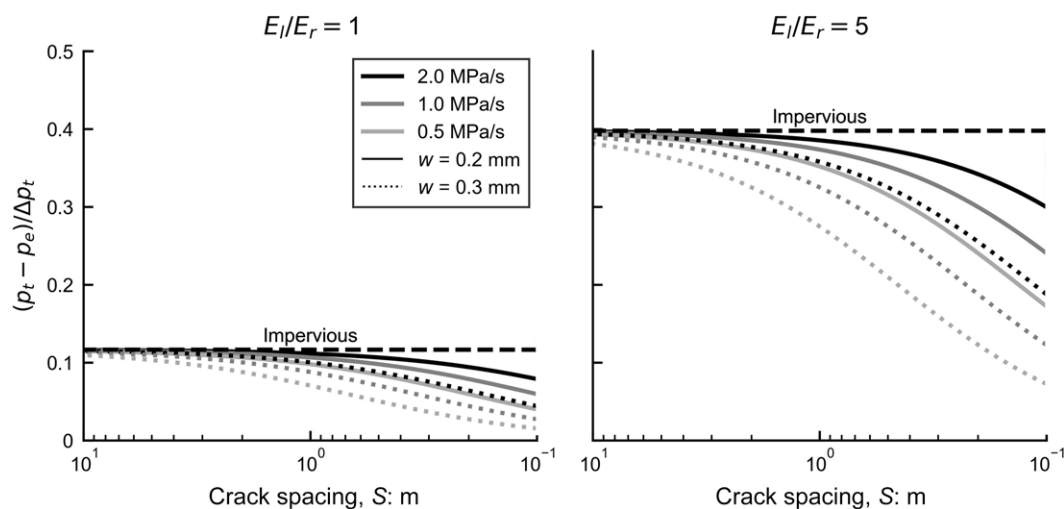 E_l/E_r = 1
E_l/E_r = 5
0.5
0.4
0.3
0.2
0.1
0
(p_t − p_e)/Δp_t
2.0 MPa/s
1.0 MPa/s
0.5 MPa/s
w = 0.2 mm
w = 0.3 mm
Impervious
Impervious
10^1
10^0
10^−1
10^1
10^0
10^−1
Crack spacing, S: m
Crack spacing, S: m